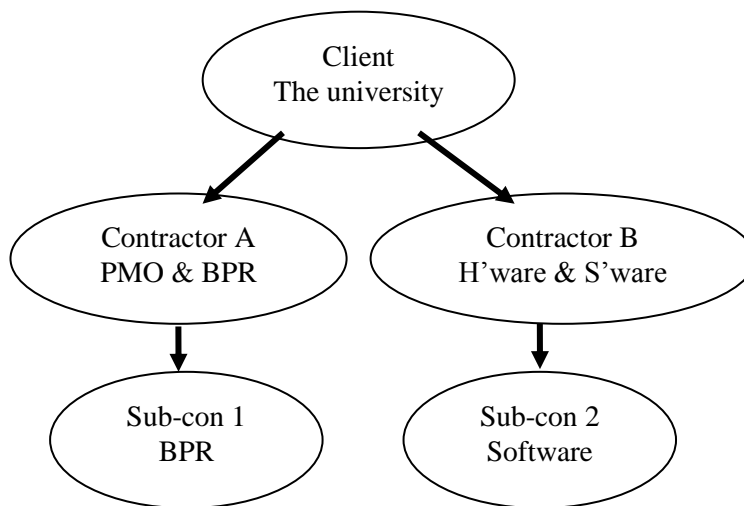 Client
The university
Contractor A
PMO & BPR
Contractor B
H’ware & S’ware
Sub-con 1
BPR
Sub-con 2
Software